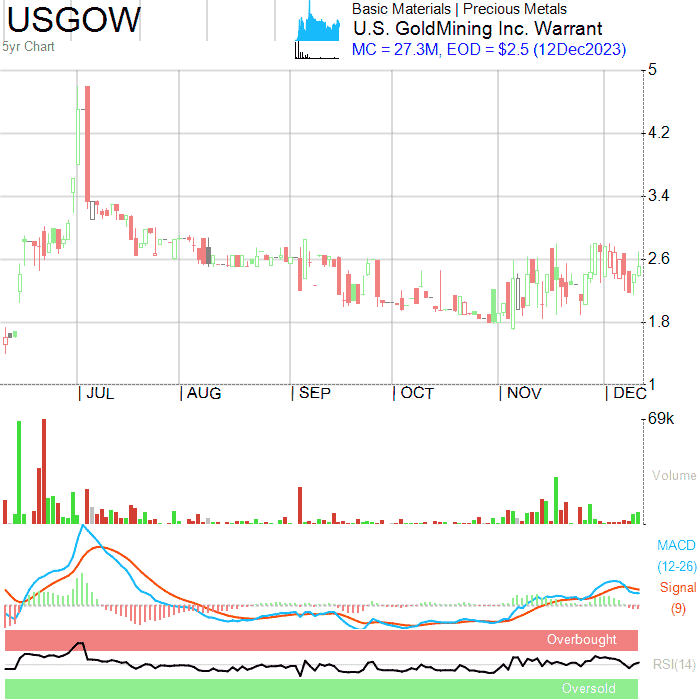 USGOW
5yr Chart
Basic Materials | Precious Metals
U.S. GoldMining Inc. Warrant
MC = 27.3M, EOD = $2.5 (12Dec2023)
5
4.2
3.4
2.6
1.8
1
| JUL | AUG | SEP | OCT | NOV | DEC
69k
Volume
MACD
(12-26)
Signal
(9)
Overbought
RSI(14)
Oversold